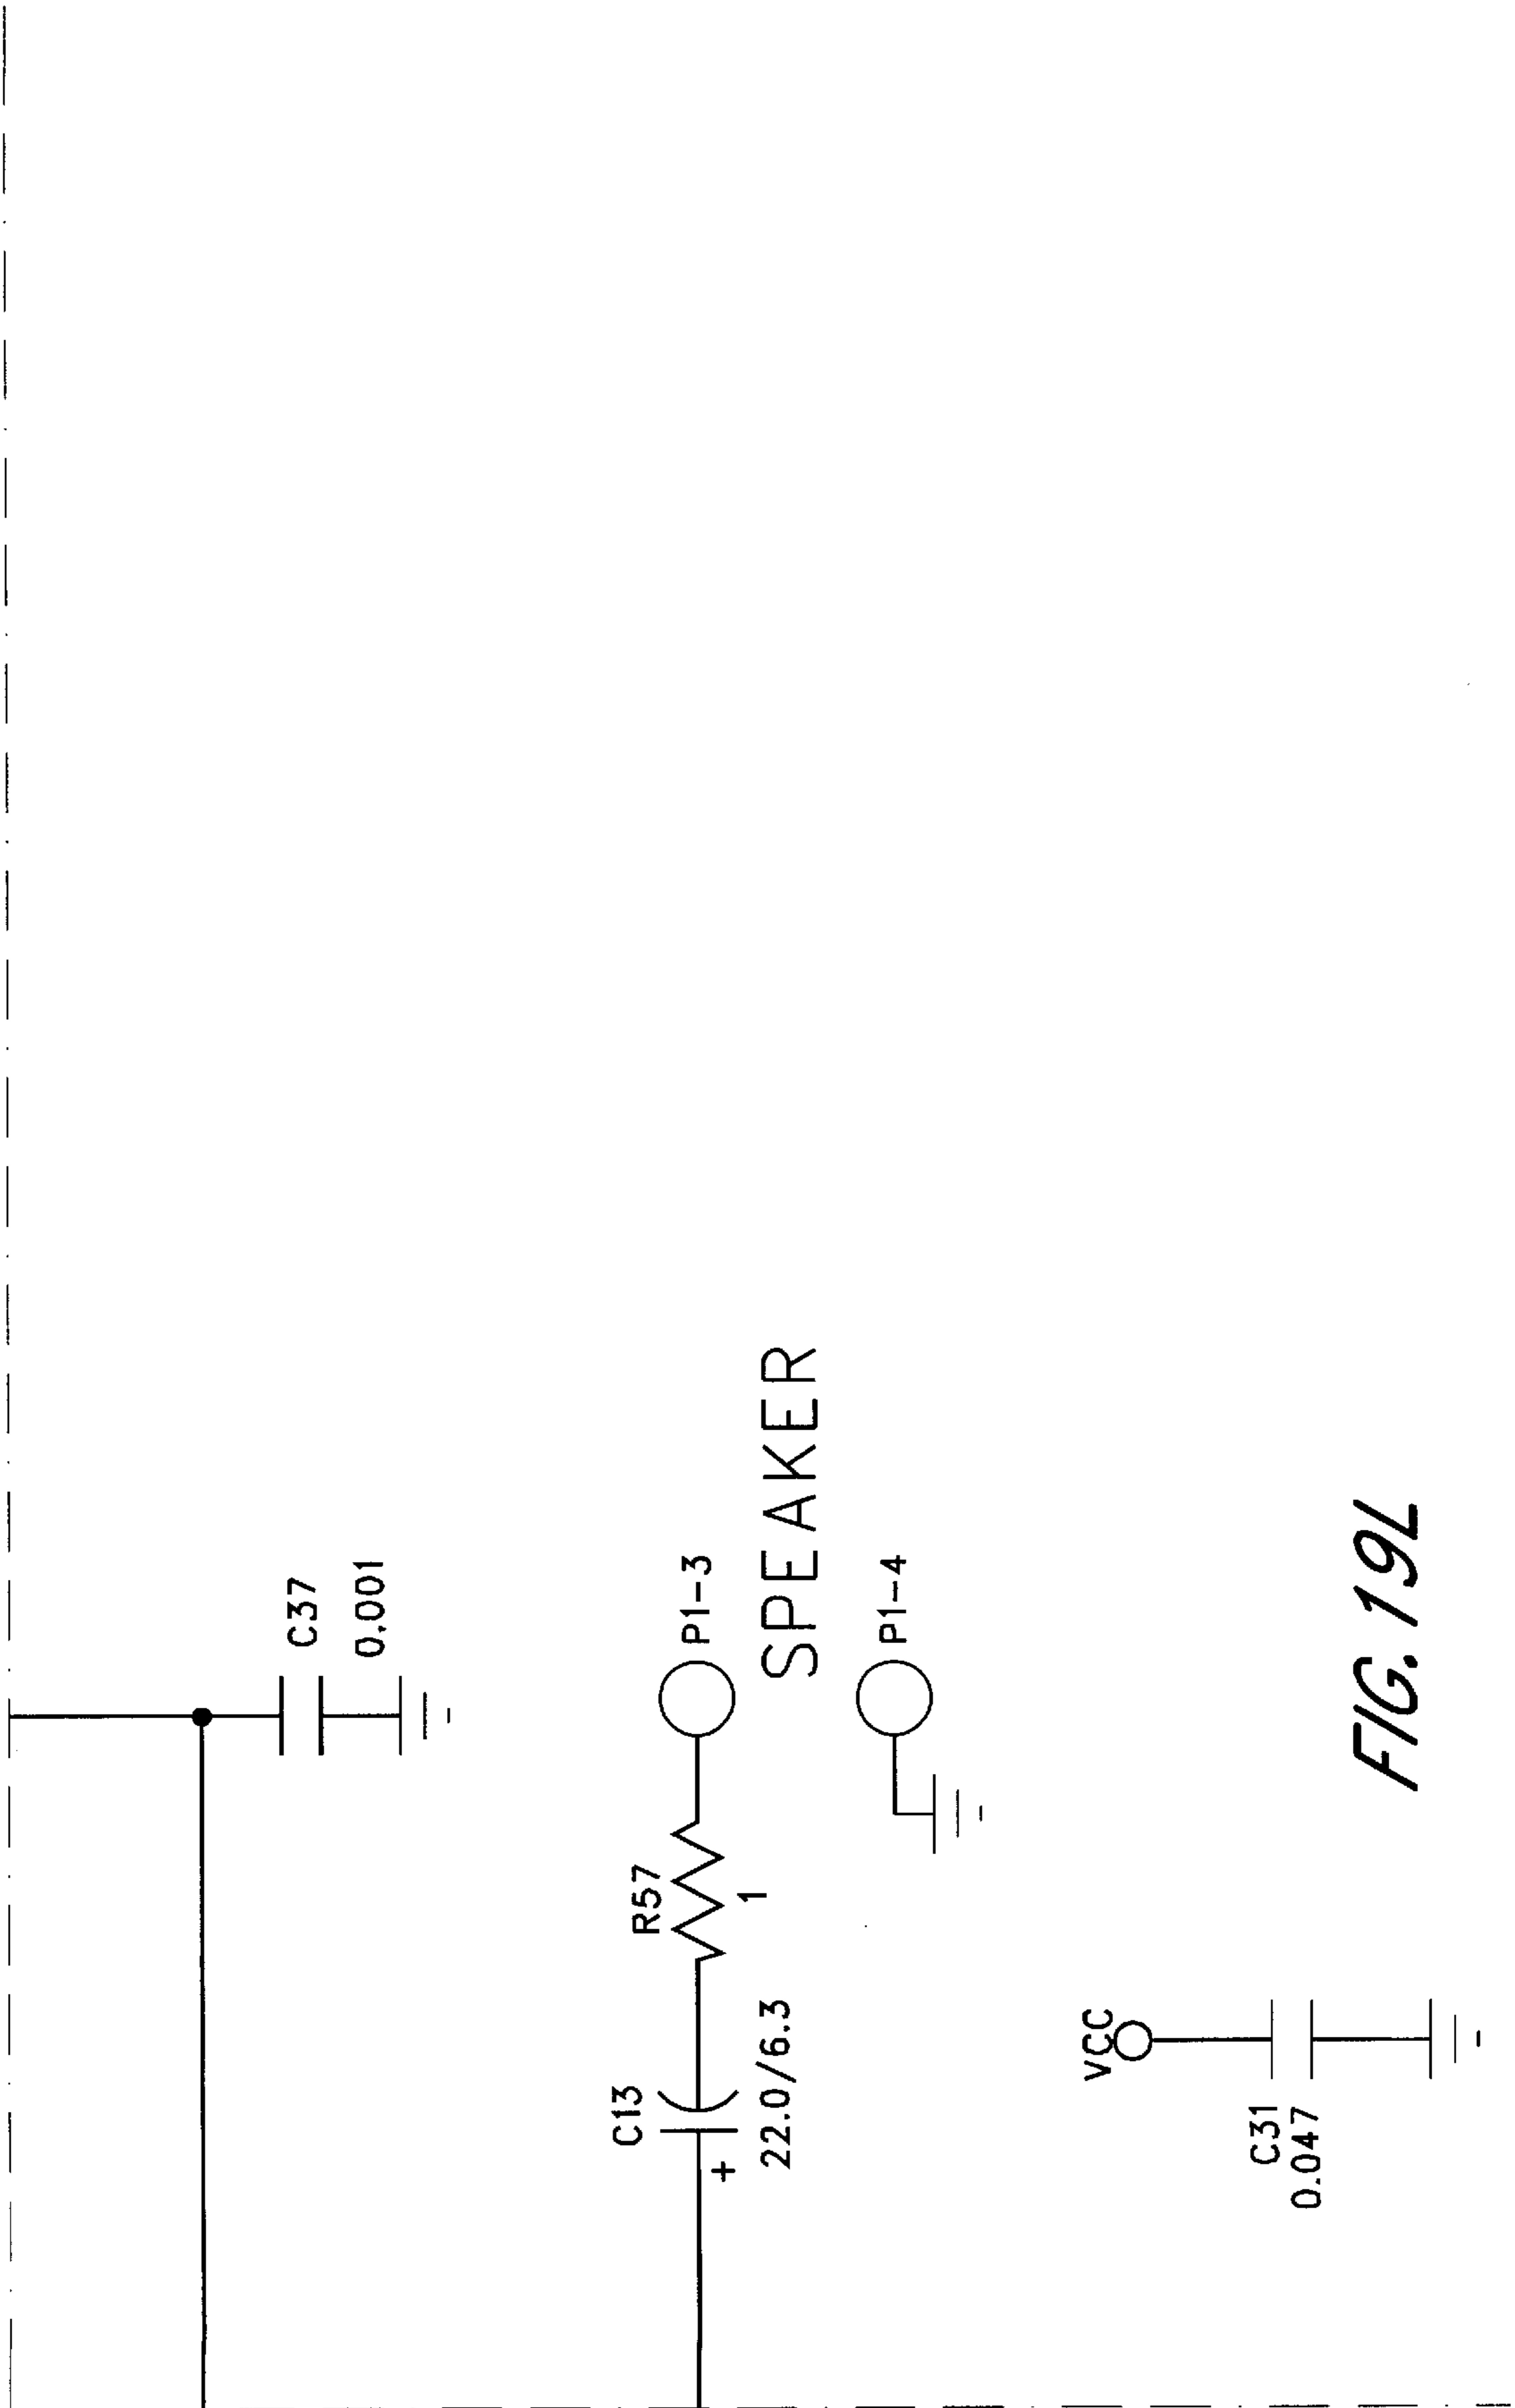 C37
0.001
R57
P1-3
C13
+
1
22.0/6.3
SPEAKER
P1-4
VCC
C31
0.047
FIG. 19L